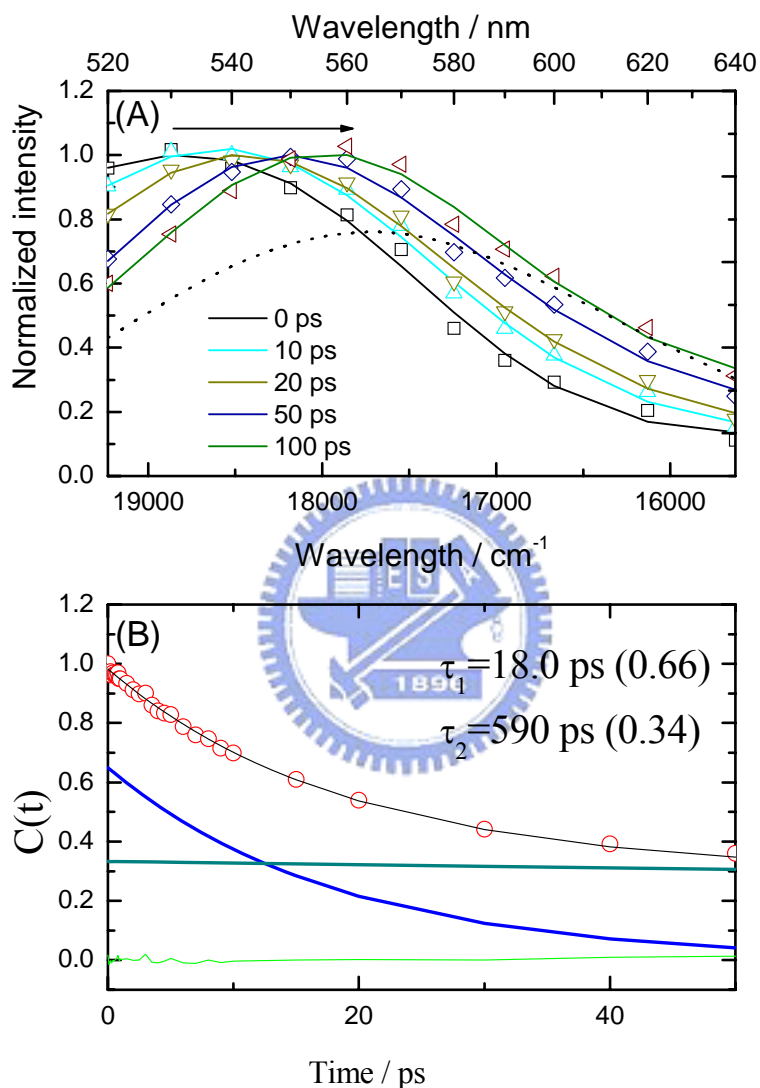 Wavelength / nm
520 540 560 580 600 620 640
(A)
Normalized intensity
1.2
1.0
0.8
0.6
0.4
0.2
0.0
0 ps
10 ps
20 ps
50 ps
100 ps
19000 18000 17000 16000
Wavelength / cm⁻¹
E S A
1896
(B)
C(t)
1.2
1.0
0.8
0.6
0.4
0.2
0.0
τ₁=18.0 ps (0.66)
τ₂=590 ps (0.34)
0 20 40
Time / ps